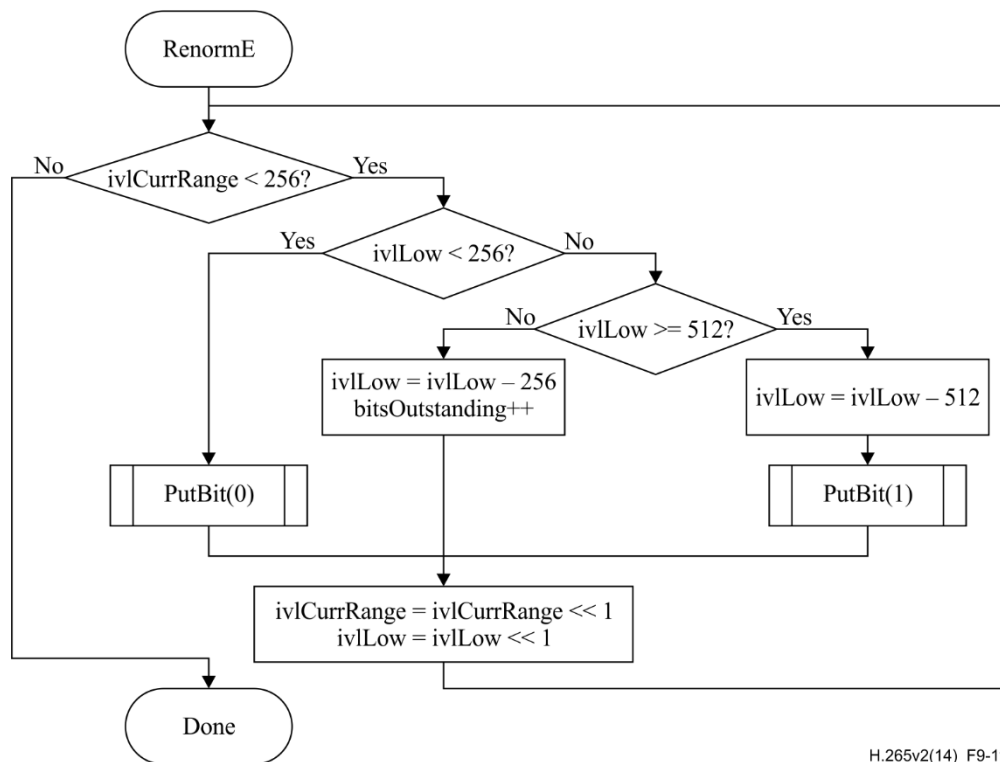 RenormE
No
ivlCurrRange < 256?
Yes
Yes
ivlLow < 256?
No
No
ivlLow >= 512?
Yes
ivlLow = ivlLow – 256
bitsOutstanding++
ivlLow = ivlLow – 512
PutBit(0)
PutBit(1)
ivlCurrRange = ivlCurrRange << 1
ivlLow = ivlLow << 1
Done
H.265v2(14)_F9-1